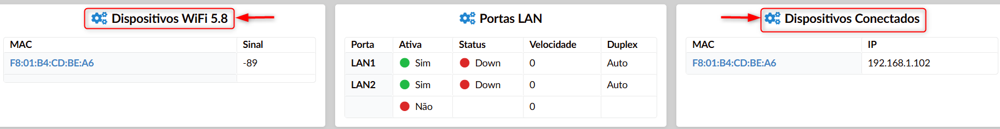 Dispositivos WiFi 5.8
MAC Sinal
F8:01:B4:CD:BE:A6 -89
Portas LAN
Porta Ativa Status Velocidade Duplex
LAN1 Sim Down 0 Auto
LAN2 Sim Down 0 Auto
Não 0
Dispositivos Conectados
MAC IP
F8:01:B4:CD:BE:A6 192.168.1.102